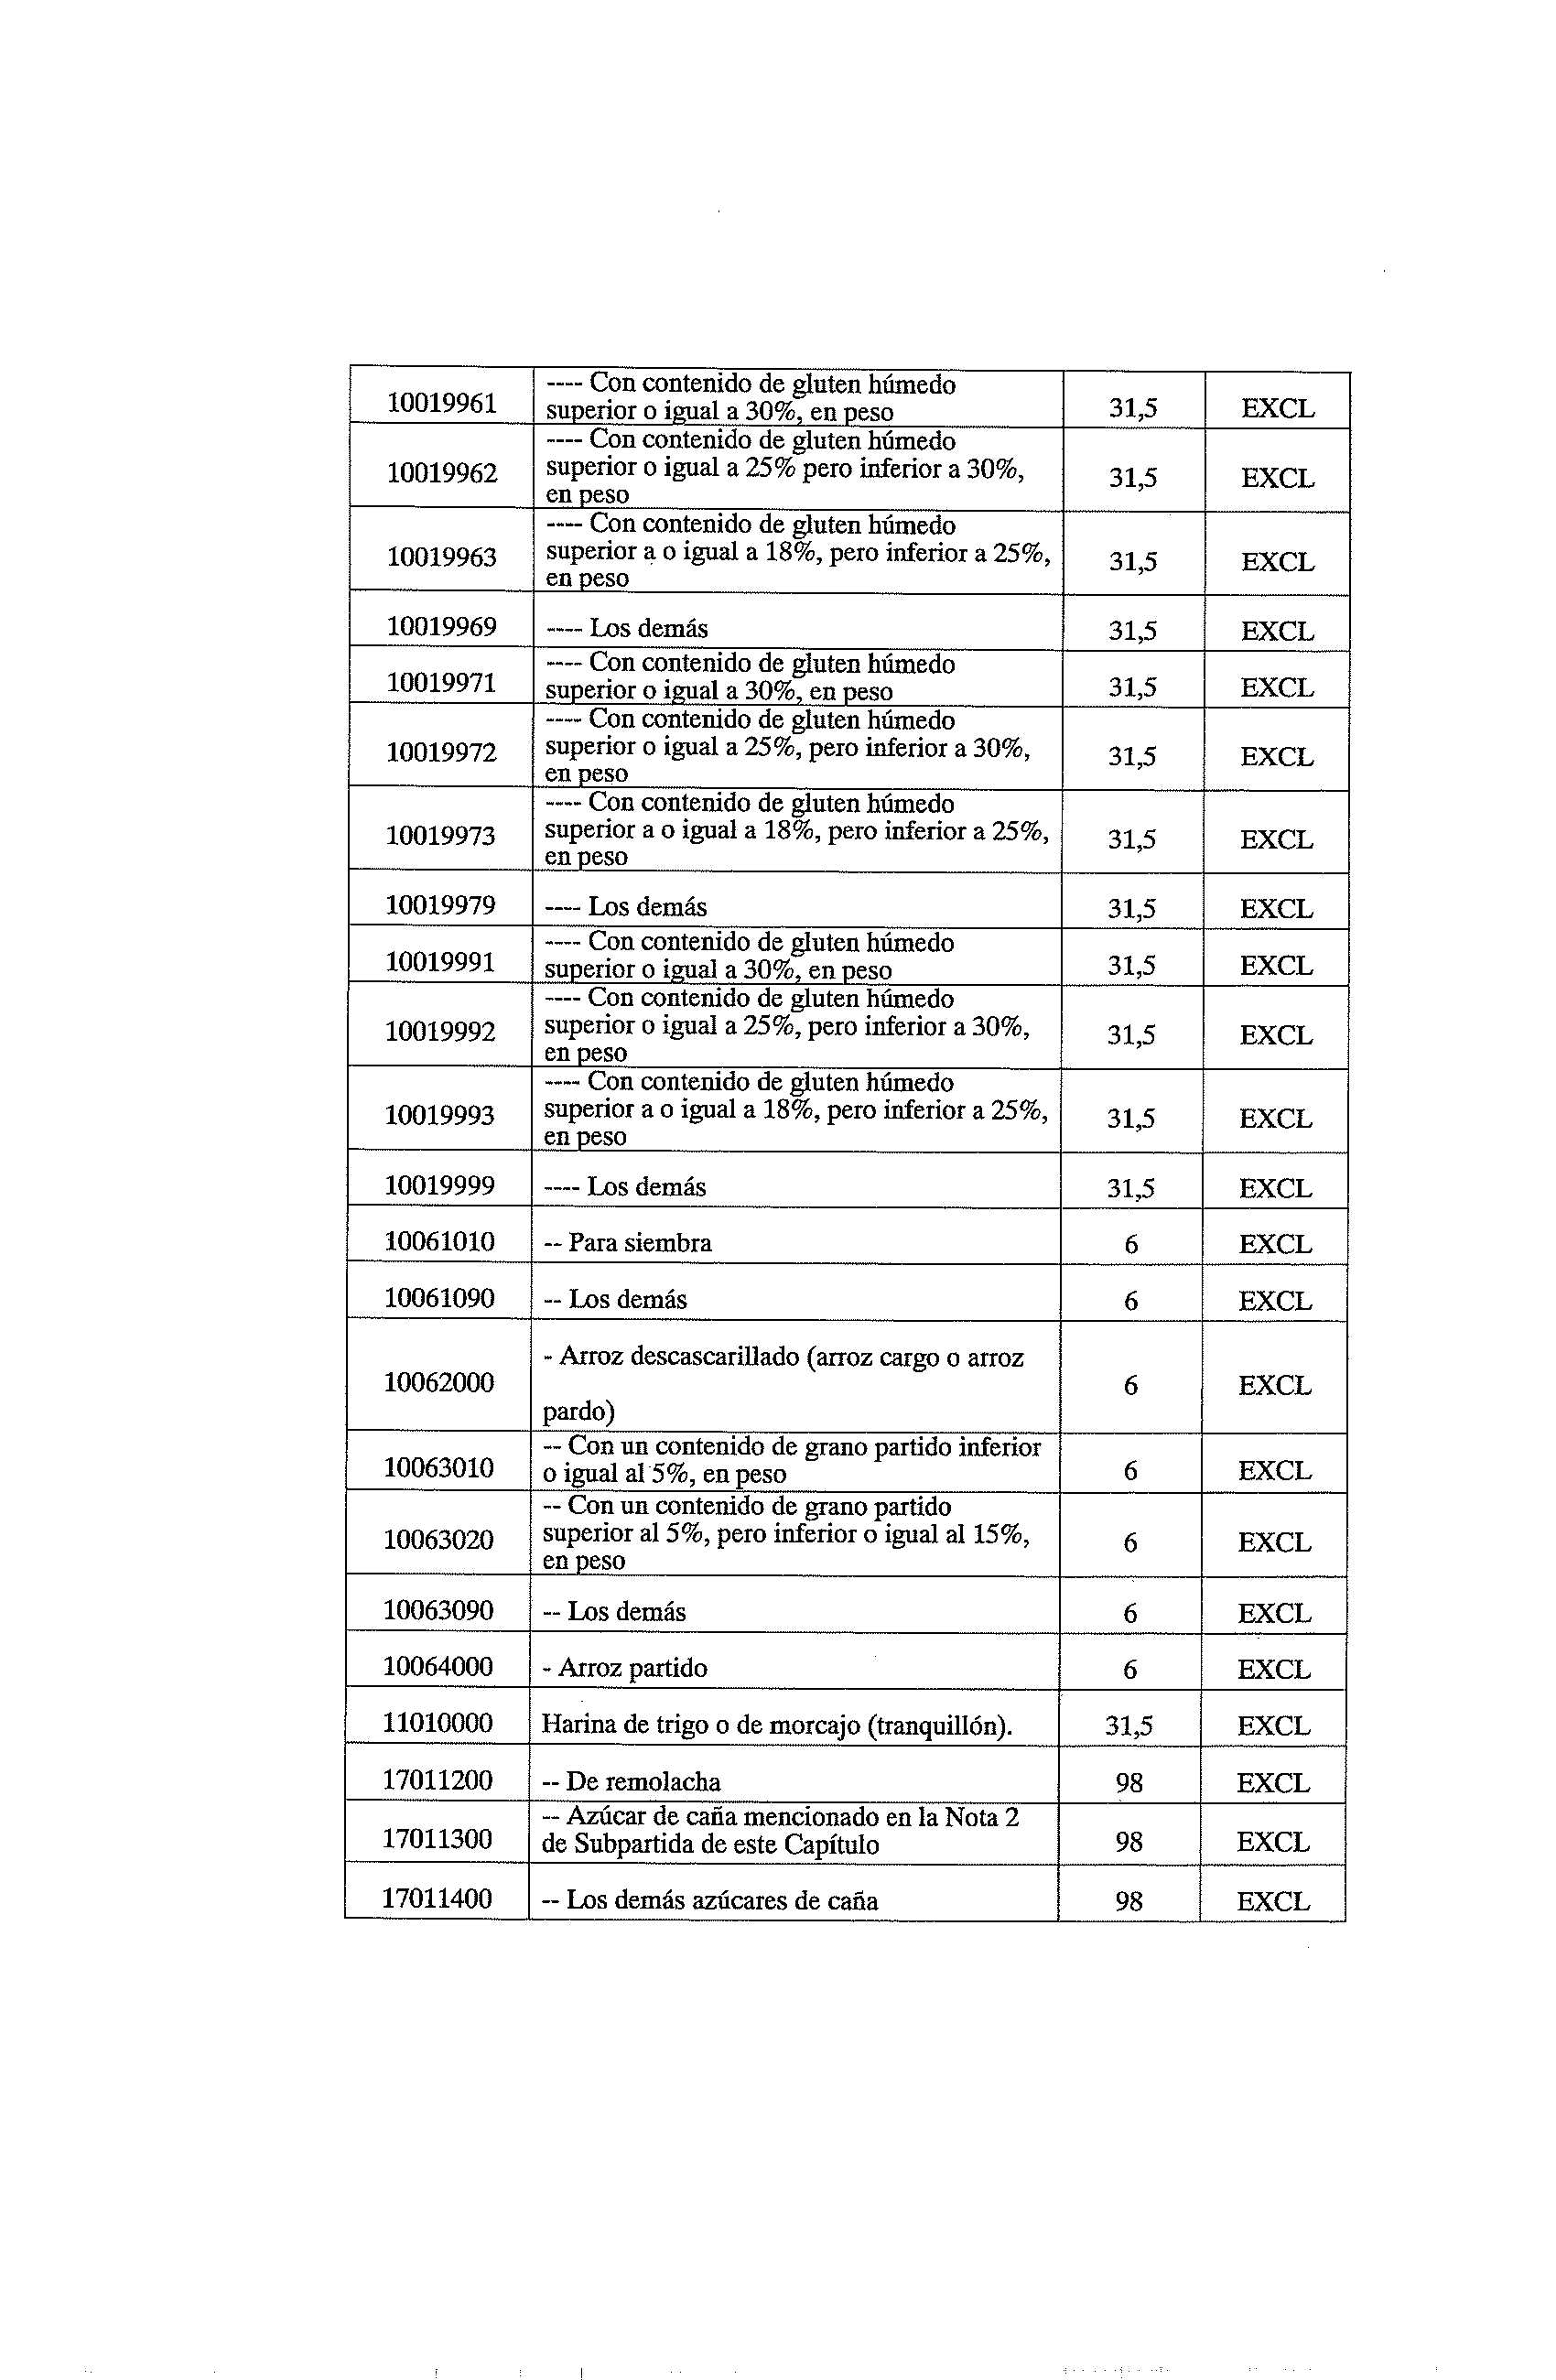 10019961 ---- Con contenido de gluten húmedo
superior o igual a 30%, en peso 31,5 EXCL
---- Con contenido de gluten húmedo
10019962 superior o igual a 25% pero inferior a 30%, 31,5 EXCL
en peso
---- Con contenido de gluten húmedo
10019963 superior a o igual a 18%, pero inferior a 25%, 31,5 EXCL
en peso
10019969 ---- Los demás 31,5 EXCL
10019971 ---- Con contenido de gluten húmedo
superior o igual a 30%, en peso 31,5 EXCL
---- Con contenido de gluten húmedo
10019972 superior o igual a 25%, pero inferior a 30%, 31,5 EXCL
en peso
---- Con contenido de gluten húmedo
10019973 superior a o igual a 18%, pero inferior a 25%, 31,5 EXCL
en peso
10019979 ---- Los demás 31,5 EXCL
10019991 ---- Con contenido de gluten húmedo
superior o igual a 30%, en peso 31,5 EXCL
---- Con contenido de gluten húmedo
10019992 superior o igual a 25%, pero inferior a 30%, 31,5 EXCL
en peso
---- Con contenido de gluten húmedo
10019993 superior a o igual a 18%, pero inferior a 25%, 31,5 EXCL
en peso
10019999 ---- Los demás 31,5 EXCL
10061010 -- Para siembra 6 EXCL
10061090 -- Los demás 6 EXCL
10062000 - Arroz descascarillado (arroz cargo o arroz
pardo) 6 EXCL
10063010 -- Con un contenido de grano partido inferior
o igual al 5%, en peso 6 EXCL
-- Con un contenido de grano partido
10063020 superior al 5%, pero inferior o igual al 15%, 6 EXCL
en peso
10063090 -- Los demás 6 EXCL
10064000 - Arroz partido 6 EXCL
11010000 Harina de trigo o de morcajo (tranquillón). 31,5 EXCL
17011200 -- De remolacha 98 EXCL
17011300 -- Azúcar de caña mencionado en la Nota 2
de Subpartida de este Capítulo 98 EXCL
17011400 -- Los demás azúcares de caña 98 EXCL